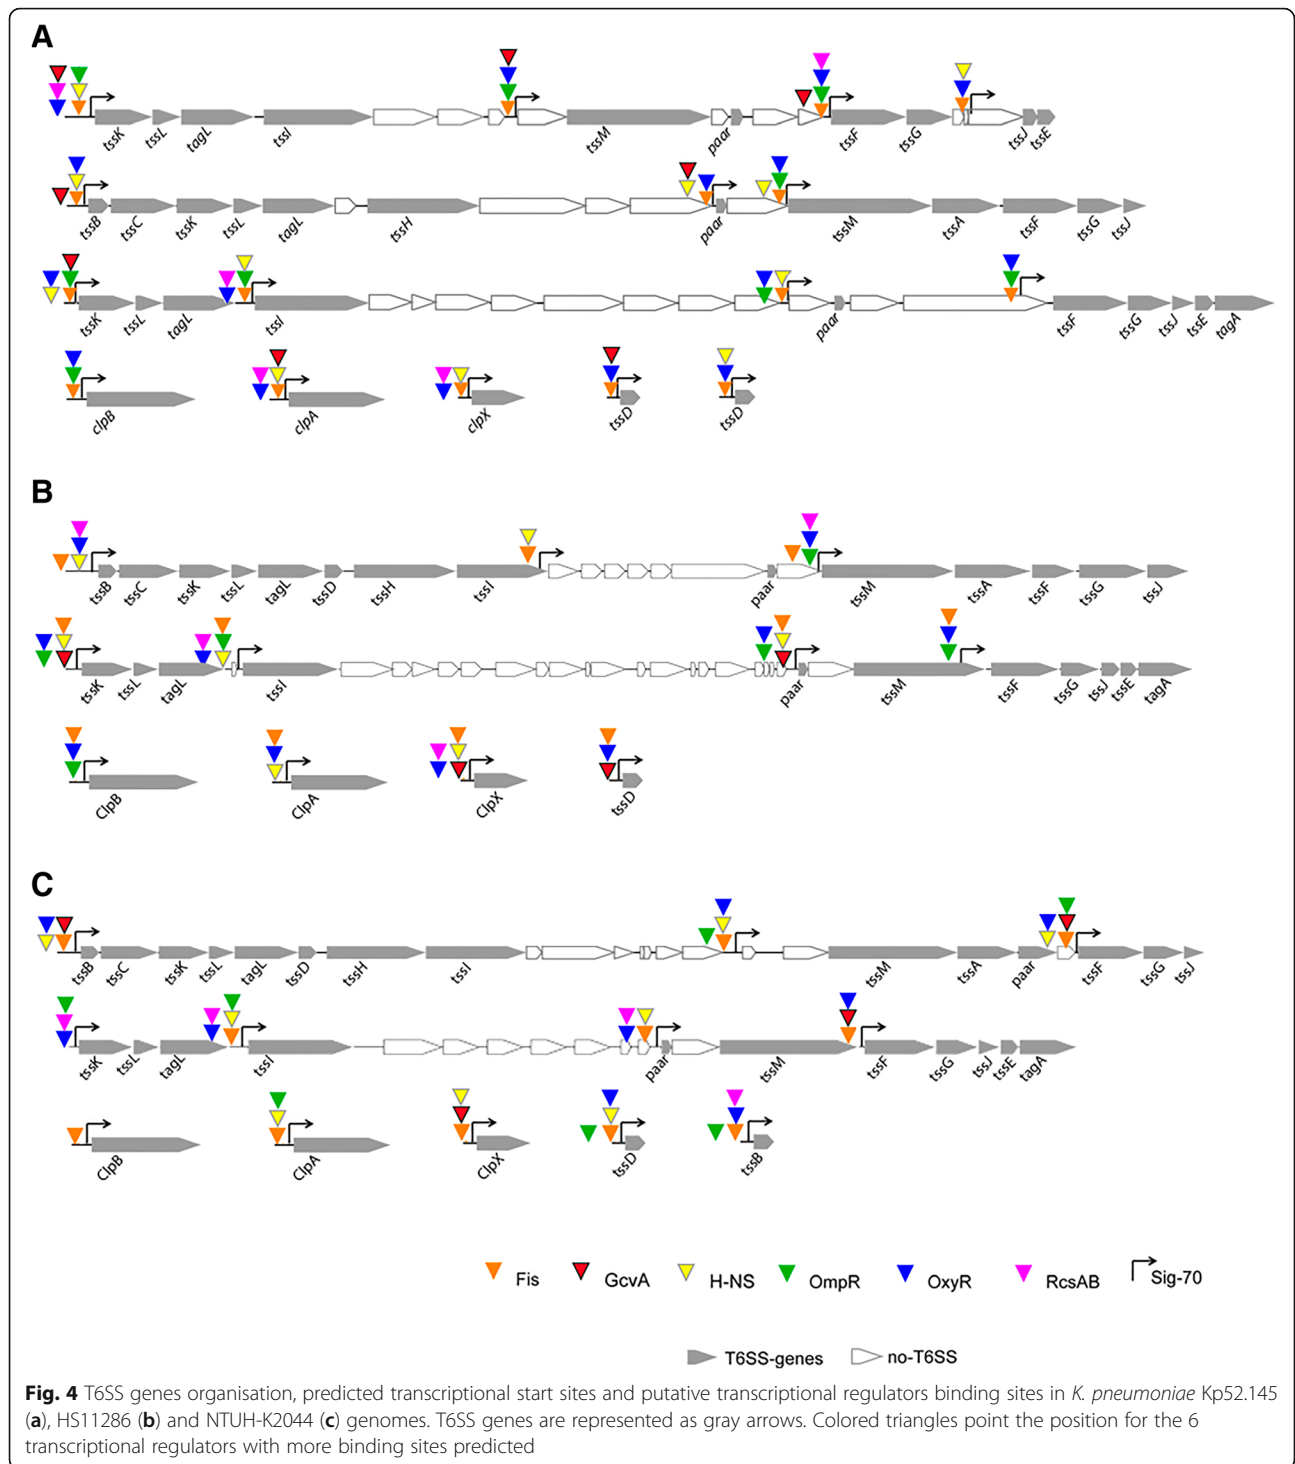 A
tssK tssL tagL tssI tssM paar tssF tssG tssJ tssE
tssB tssC tssK tssL tagL tssH paar tssM tssA tssF tssG tssJ
tssK tssL tagL tssI paar tssF tssG tssJ tssE tagA
clpB clpA clpX tssD tssD
B
tssB tssC tssK tssL tagL tssD tssH tssI paar tssM tssA tssF tssG tssJ
tssK tssL tagL tssI paar tssM tssF tssG tssJ tssE tagA
ClpB ClpA ClpX tssD
C
tssB tssC tssK tssL tagL tssD tssH tssI tssM tssA paar tssF tssG tssJ
tssK tssL tagL tssI paar tssM tssF tssG tssJ tssE tagA
ClpB ClpA ClpX tssD tssB
Fis GcvA H-NS OmpR OxyR RcsAB Sig-70
T6SS-genes no-T6SS
Fig. 4 T6SS genes organisation, predicted transcriptional start sites and putative transcriptional regulators binding sites in K. pneumoniae Kp52.145
(a), HS11286 (b) and NTUH-K2044 (c) genomes. T6SS genes are represented as gray arrows. Colored triangles point the position for the 6
transcriptional regulators with more binding sites predicted